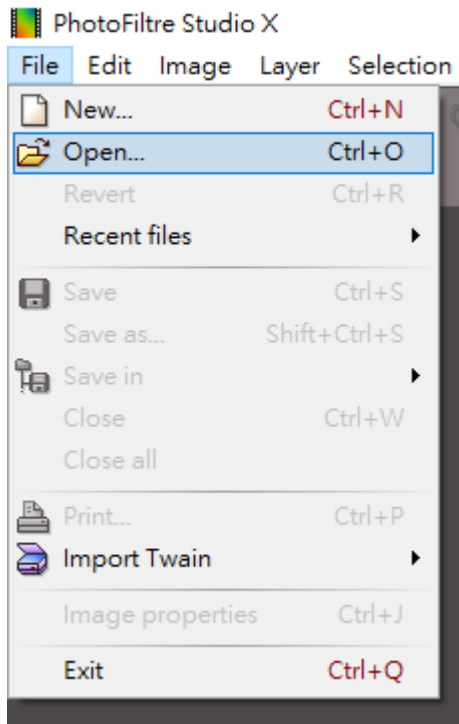 PhotoFiltre Studio X
File Edit Image Layer Selection
New... Ctrl+N
Open... Ctrl+O
Revert Ctrl+R
Recent files
Save Ctrl+S
Save as... Shift+Ctrl+S
Save in
Close Ctrl+W
Close all
Print... Ctrl+P
Import Twain
Image properties Ctrl+J
Exit Ctrl+Q